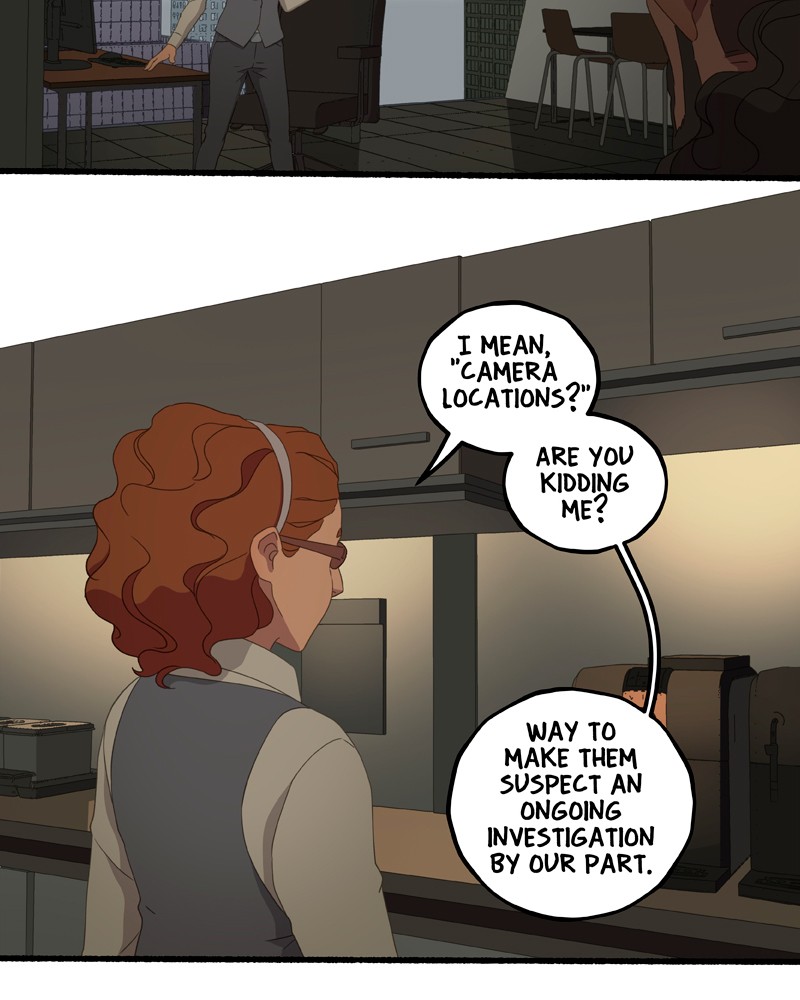 I MEAN,
"CAMERA
LOCATIONS?"
ARE YOU
KIDDING
ME?
WAY TO
MAKE THEM
SUSPECT AN
ONGOING
INVESTIGATION
BY OUR PART.